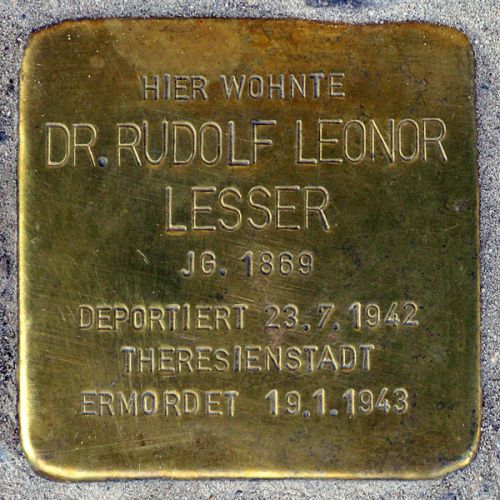 HIER WOHNTE
DR. RUDOLF LEONOR
LESSER
JG. 1869
DEPORTIERT 23.7.1942
THERESIENSTADT
ERMORDET 19.1.1943